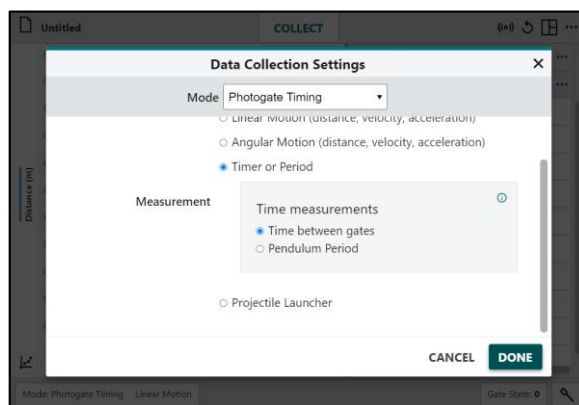 Untitled
COLLECT
Data Collection Settings
Mode Photogate Timing
Linear Motion (distance, velocity, acceleration)
Angular Motion (distance, velocity, acceleration)
Timer or Period
Distance (m)
Measurement
Time measurements
Time between gates
Pendulum Period
Projectile Launcher
CANCEL DONE
Mode: Photogate Timing Linear Motion Gate State: 0